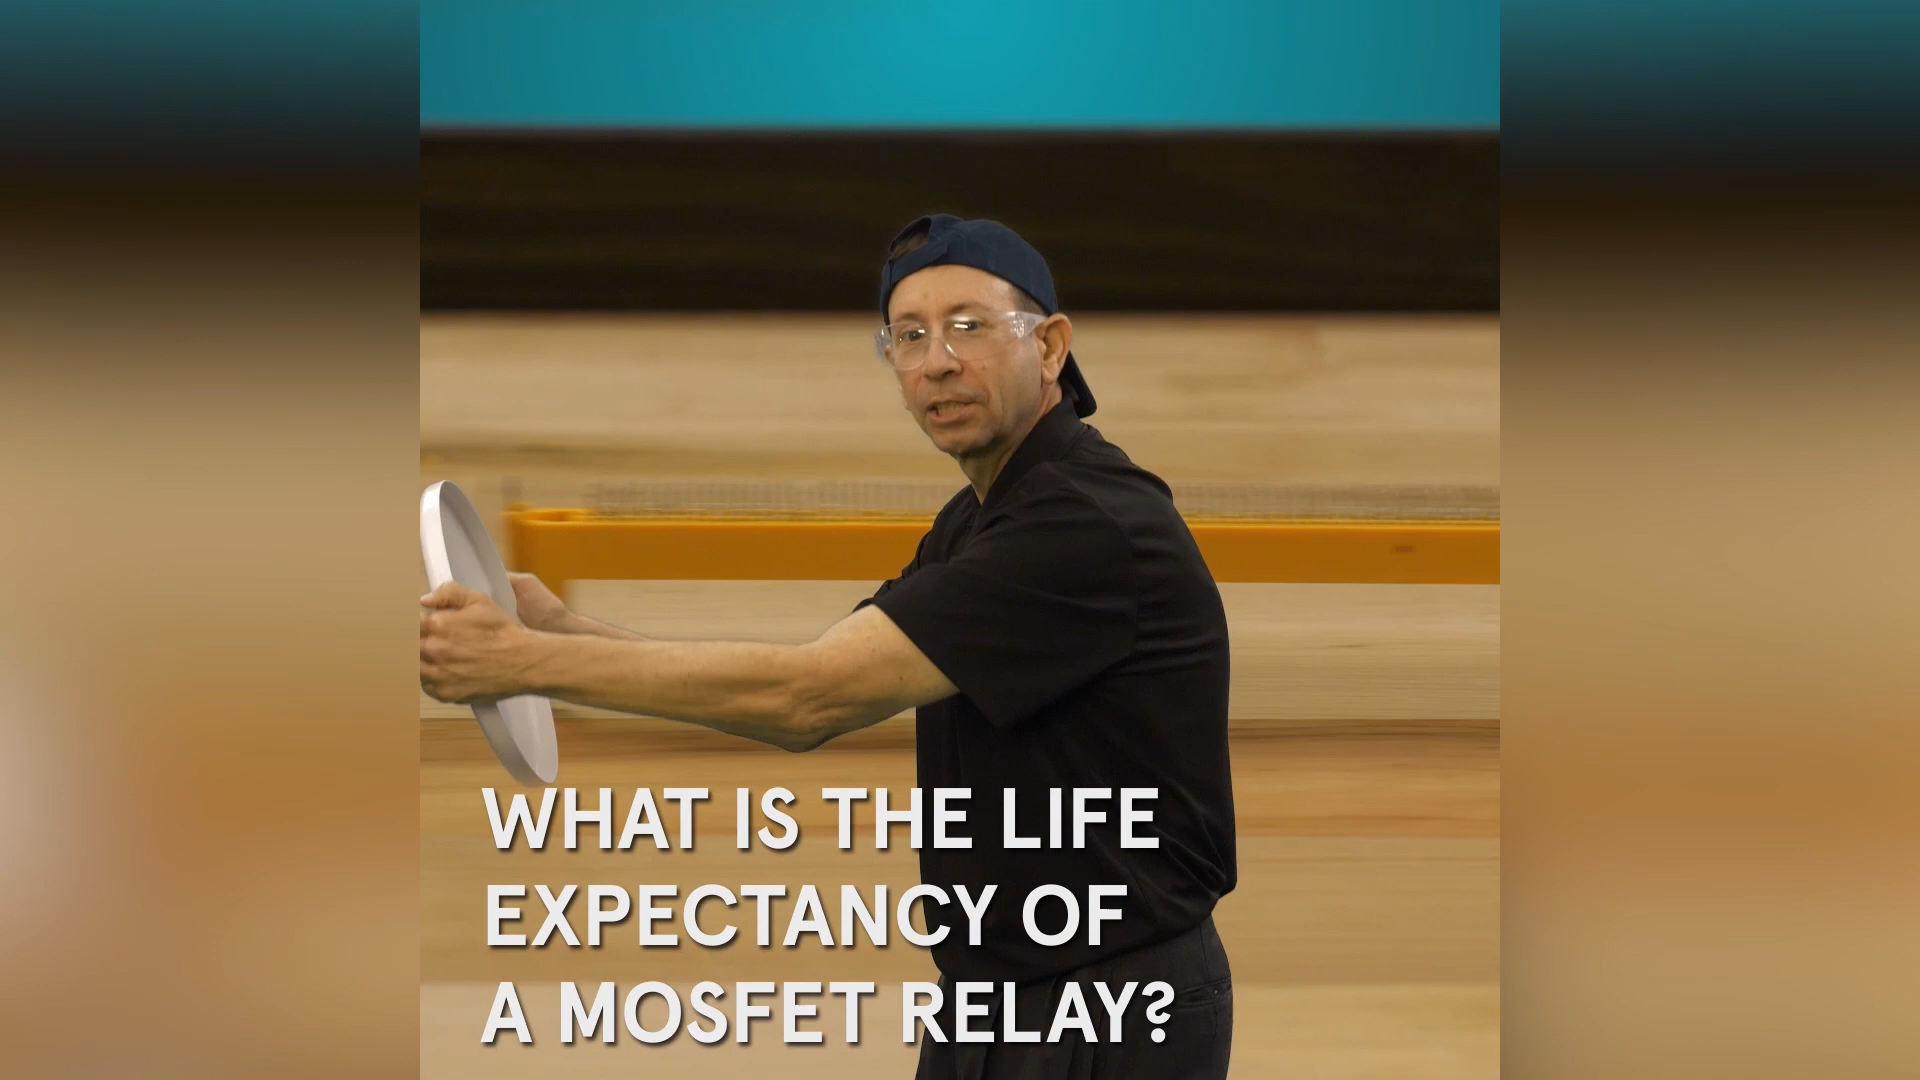 WHAT IS THE LIFE
EXPECTANCY OF
A MOSFET RELAY?